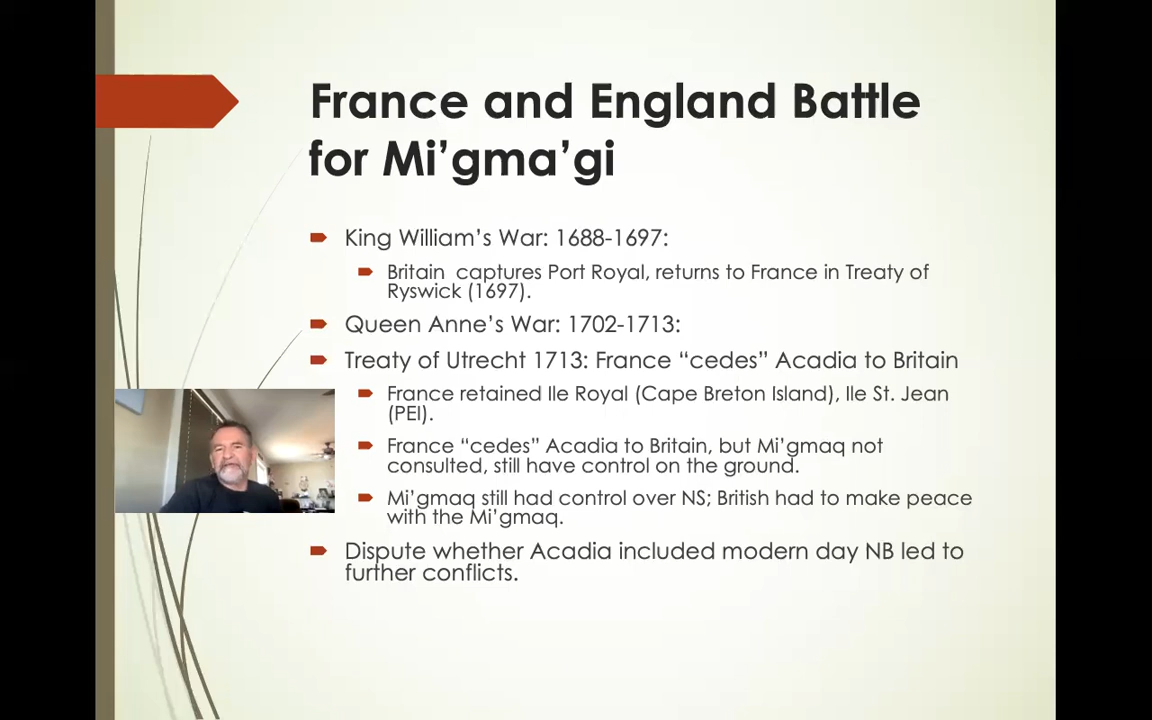 France and England Battle
for Mi’gma’gi
King William’s War: 1688-1697:
Britain captures Port Royal, returns to France in Treaty of
Ryswick (1697).
Queen Anne’s War: 1702-1713:
Treaty of Utrecht 1713: France “cedes” Acadia to Britain
France retained Ile Royal (Cape Breton Island), Ile St. Jean
(PEI).
France “cedes” Acadia to Britain, but Mi’gmaq not
consulted, still have control on the ground.
Mi’gmaq still had control over NS; British had to make peace
with the Mi’gmaq.
Dispute whether Acadia included modern day NB led to
further conflicts.